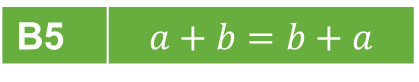 B5 a + b = b + a